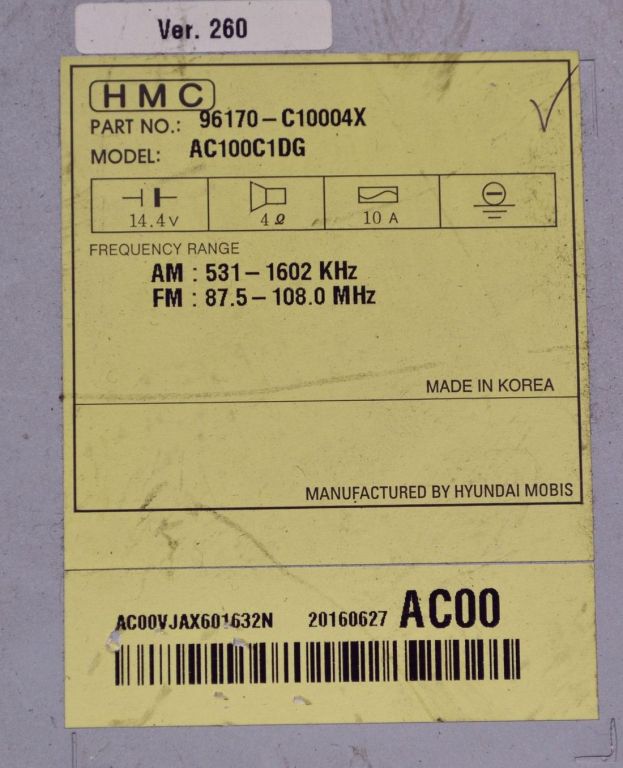 Ver. 260
HMC
PART NO.: 96170-C10004X
MODEL: AC100C1DG
14.4V 4Ω 10 A
FREQUENCY RANGE
AM : 531-1602 KHz
FM : 87.5-108.0 MHz
MADE IN KOREA
MANUFACTURED BY HYUNDAI MOBIS
AC00VJAX601632N 20160627 AC00